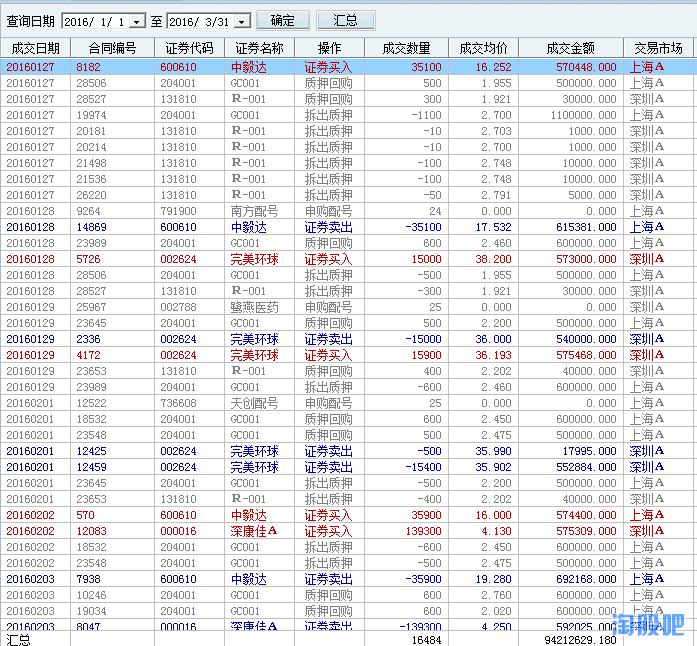 查询日期 2016/ 1/ 1 至 2016/ 3/31 确定 汇总
成交日期 合同编号 证券代码 证券名称 操作 成交数量 成交均价 成交金额 交易市场
20160127 8182 600610 中毅达 证券买入 35100 16.252 570448.000 上海A
20160127 28506 204001 GC001 质押回购 500 1.955 500000.000 上海A
20160127 28527 131810 R-001 质押回购 300 1.921 30000.000 深圳A
20160127 19974 204001 GC001 拆出质押 -1100 2.700 1100000.000 上海A
20160127 20181 131810 R-001 拆出质押 -10 2.703 1000.000 深圳A
20160127 20214 131810 R-001 拆出质押 -10 2.700 1000.000 深圳A
20160127 21498 131810 R-001 拆出质押 -100 2.748 10000.000 深圳A
20160127 21536 131810 R-001 拆出质押 -100 2.748 10000.000 深圳A
20160127 26220 131810 R-001 拆出质押 -50 2.791 5000.000 深圳A
20160128 9264 791900 南方配号 申购配号 24 0.000 0.000 上海A
20160128 14869 600610 中毅达 证券卖出 -35100 17.532 615381.000 上海A
20160128 23989 204001 GC001 质押回购 600 2.460 600000.000 上海A
20160128 5726 002624 完美环球 证券买入 15000 38.200 573000.000 深圳A
20160128 28506 204001 GC001 拆出质押 -500 1.955 500000.000 上海A
20160128 28527 131810 R-001 拆出质押 -300 1.921 30000.000 深圳A
20160129 25967 002788 鹭燕医药 申购配号 25 0.000 0.000 深圳A
20160129 23645 204001 GC001 质押回购 500 2.200 500000.000 上海A
20160129 2336 002624 完美环球 证券卖出 -15000 36.000 540000.000 深圳A
20160129 4172 002624 完美环球 证券买入 15900 36.193 575468.000 深圳A
20160129 23653 131810 R-001 质押回购 400 2.202 40000.000 深圳A
20160129 23989 204001 GC001 拆出质押 -600 2.460 600000.000 上海A
20160201 12522 736608 天创配号 申购配号 25 0.000 0.000 上海A
20160201 18532 204001 GC001 质押回购 600 2.450 600000.000 上海A
20160201 23548 204001 GC001 质押回购 500 2.475 500000.000 上海A
20160201 12425 002624 完美环球 证券卖出 -500 35.990 17995.000 深圳A
20160201 12459 002624 完美环球 证券卖出 -15400 35.902 552884.000 深圳A
20160201 23645 204001 GC001 拆出质押 -500 2.200 500000.000 上海A
20160201 23653 131810 R-001 拆出质押 -400 2.202 40000.000 深圳A
20160202 570 600610 中毅达 证券买入 35900 16.000 574400.000 上海A
20160202 12083 000016 深康佳A 证券买入 139300 4.130 575309.000 深圳A
20160202 18532 204001 GC001 拆出质押 -600 2.450 600000.000 上海A
20160202 23548 204001 GC001 拆出质押 -500 2.475 500000.000 上海A
20160203 7938 600610 中毅达 证券卖出 -35900 19.280 692168.000 上海A
20160203 10246 204001 GC001 质押回购 600 2.760 600000.000 上海A
20160203 19034 204001 GC001 质押回购 600 2.020 600000.000 上海A
20160203 8047 000016 深康佳A 证券卖出 -139300 4.250 592025.000 深圳A
汇总 16484 94212629.180
淘股吧